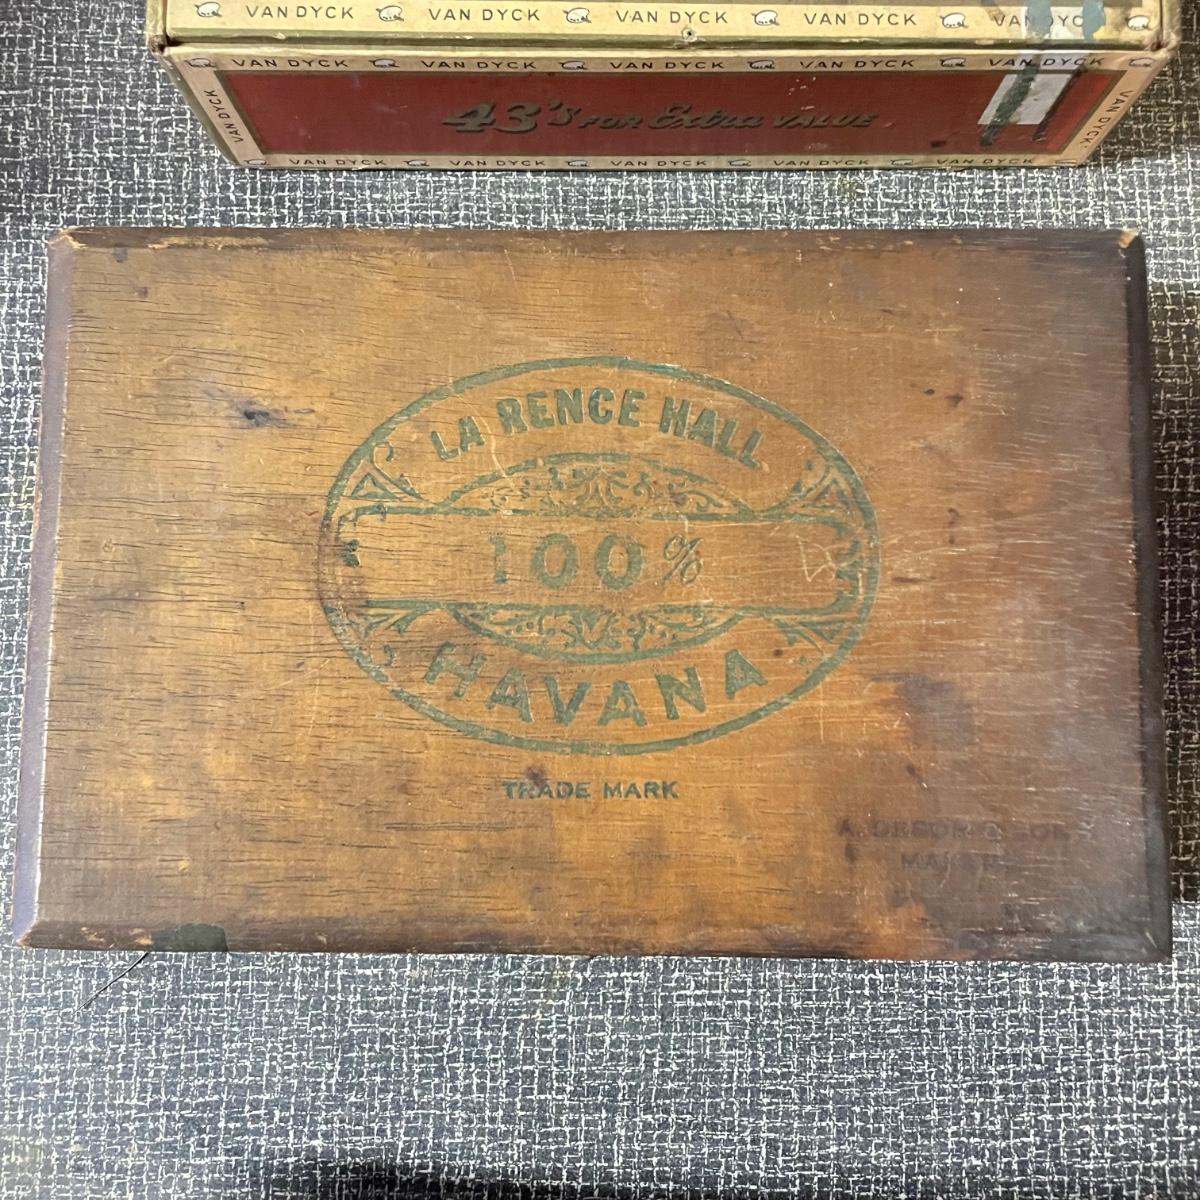 VAN DYCK VAN DYCK VAN DYCK VAN DYCK VAN DYCK
VAN DYCK VAN DYCK VAN DYCK VAN DYCK VAN DYCK
VAN DYCK
43's FOR Extra VALUE
VAN DYCK
VAN DYCK VAN DYCK VAN DYCK VAN DYCK VAN DYCK
LA RENCE HALL
100%
HAVANA
TRADE MARK